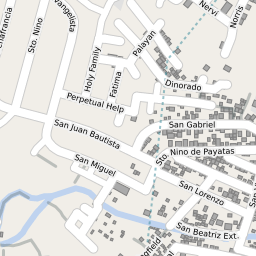 Nervi
Norris
Sto. Nino
Holy Family
Palayan
Fatima
Dinorado
Perpetual Help
San Gabriel
San Juan Bautista
Sto. Nino de Payatas
San Miguel
San Lorenzo
San Beatriz Ext.